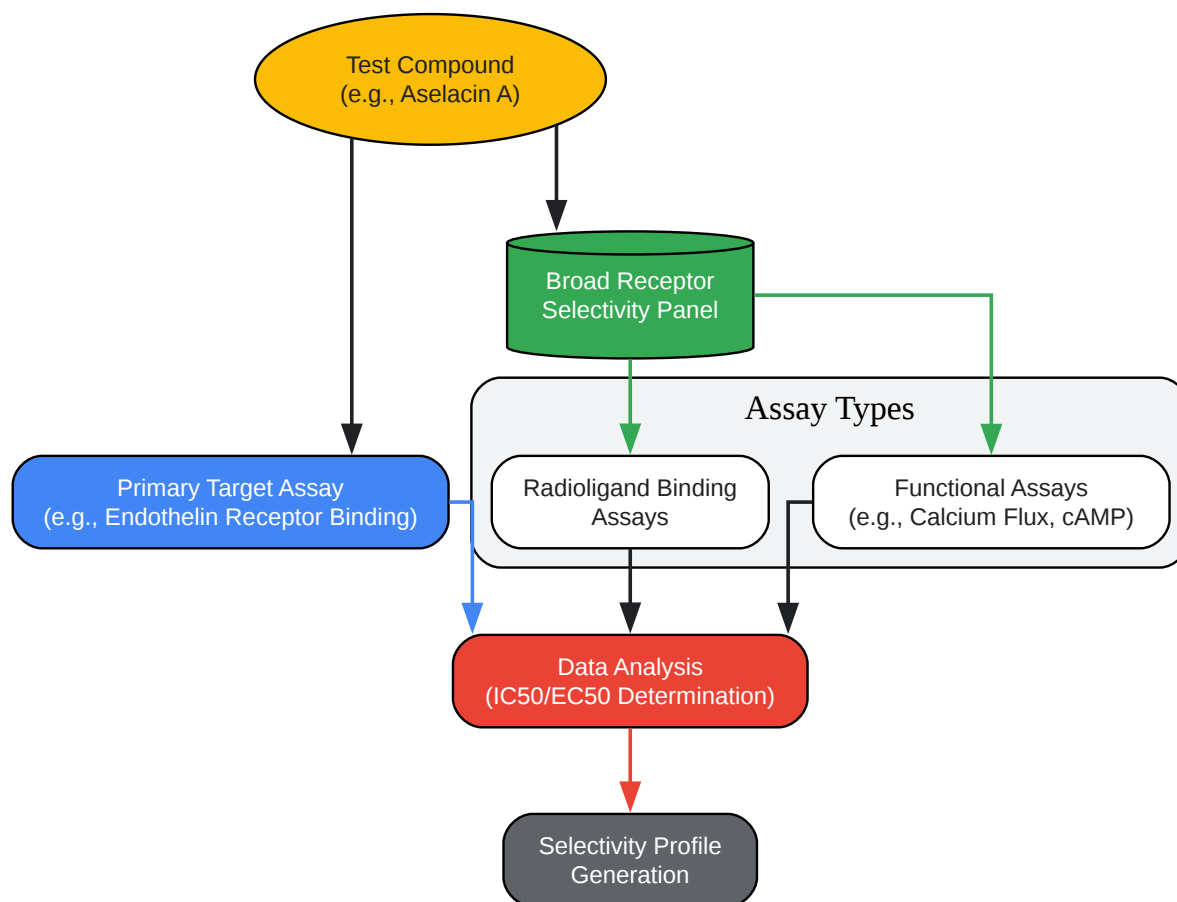 Test Compound
(e.g., Aselacin A)
Broad Receptor
Selectivity Panel
Assay Types
Primary Target Assay
(e.g., Endothelin Receptor Binding)
Radioligand Binding
Assays
Functional Assays
(e.g., Calcium Flux, cAMP)
Data Analysis
(IC50/EC50 Determination)
Selectivity Profile
Generation